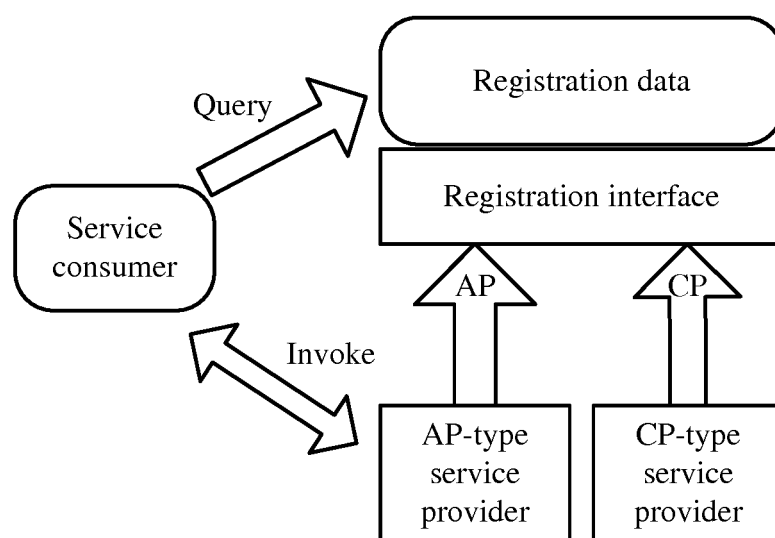 Registration data
Query
Registration interface
Service
consumer
AP
CP
Invoke
AP-type
service
provider
CP-type
service
provider